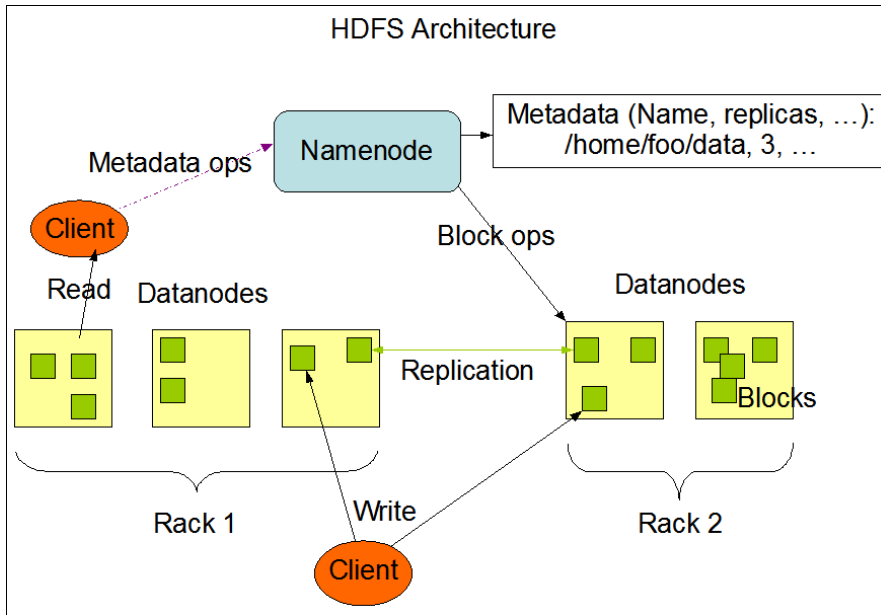 HDFS Architecture
Metadata (Name, replicas, …):
/home/foo/data, 3, …
Namenode
Metadata ops
Client
Block ops
Read
Datanodes
Datanodes
Replication
Blocks
Rack 1
Write
Rack 2
Client